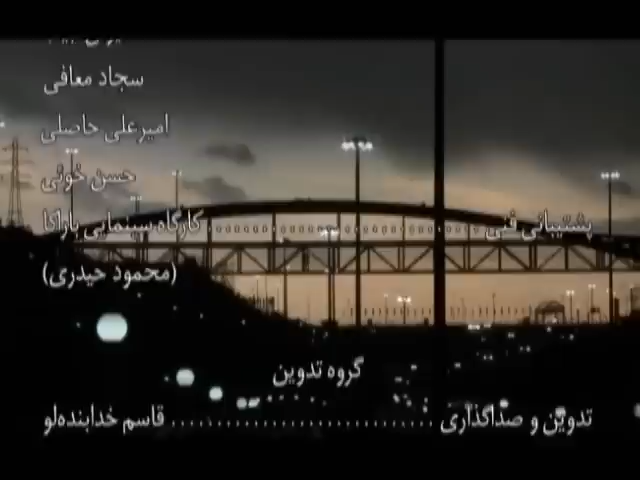 سجاد معافی
امیرعلی حاصلی
حسن خوئی
پشتیبانی فنی ........................ کارگاه سینمایی باراکا
(محمود حیدری)
گروه تدوین
تدوین و صداگذاری ........................ قاسم خدابنده‌لو